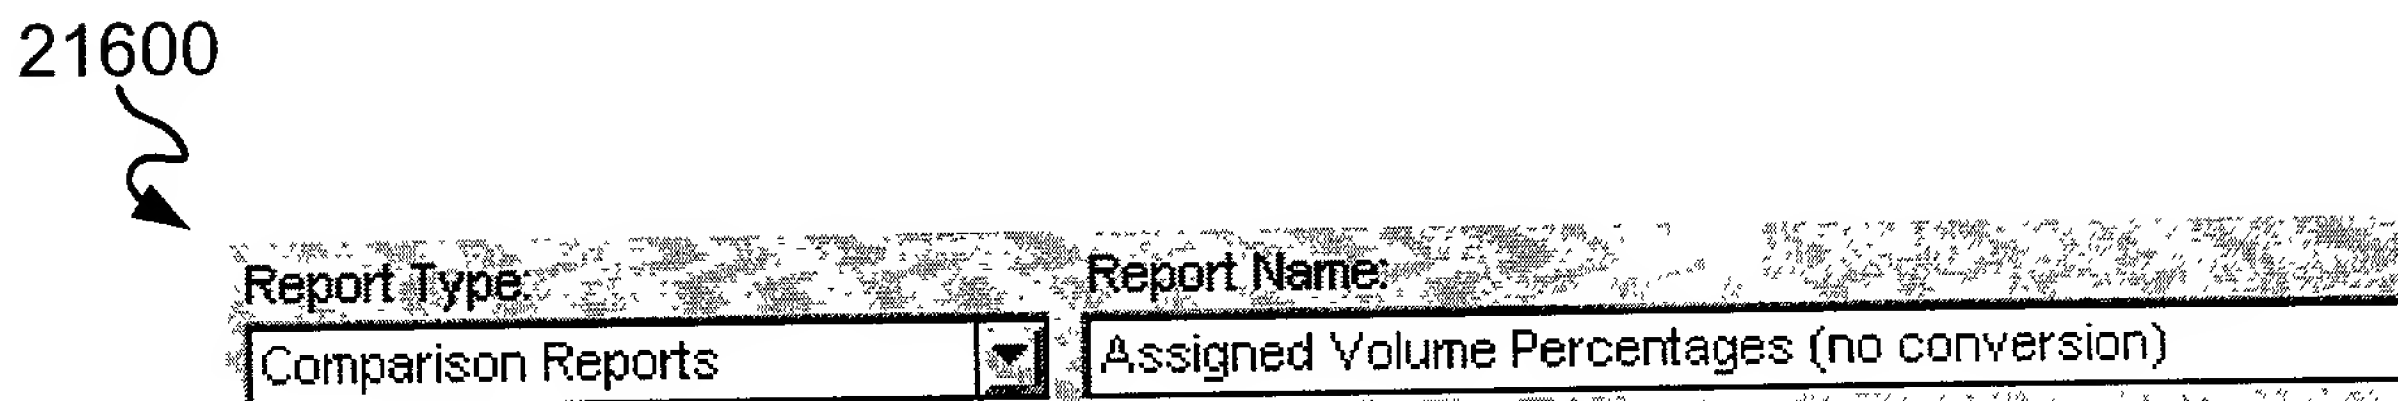 21600
Report Type: Report Name:
Comparison Reports Assigned Volume Percentages (no conversion)